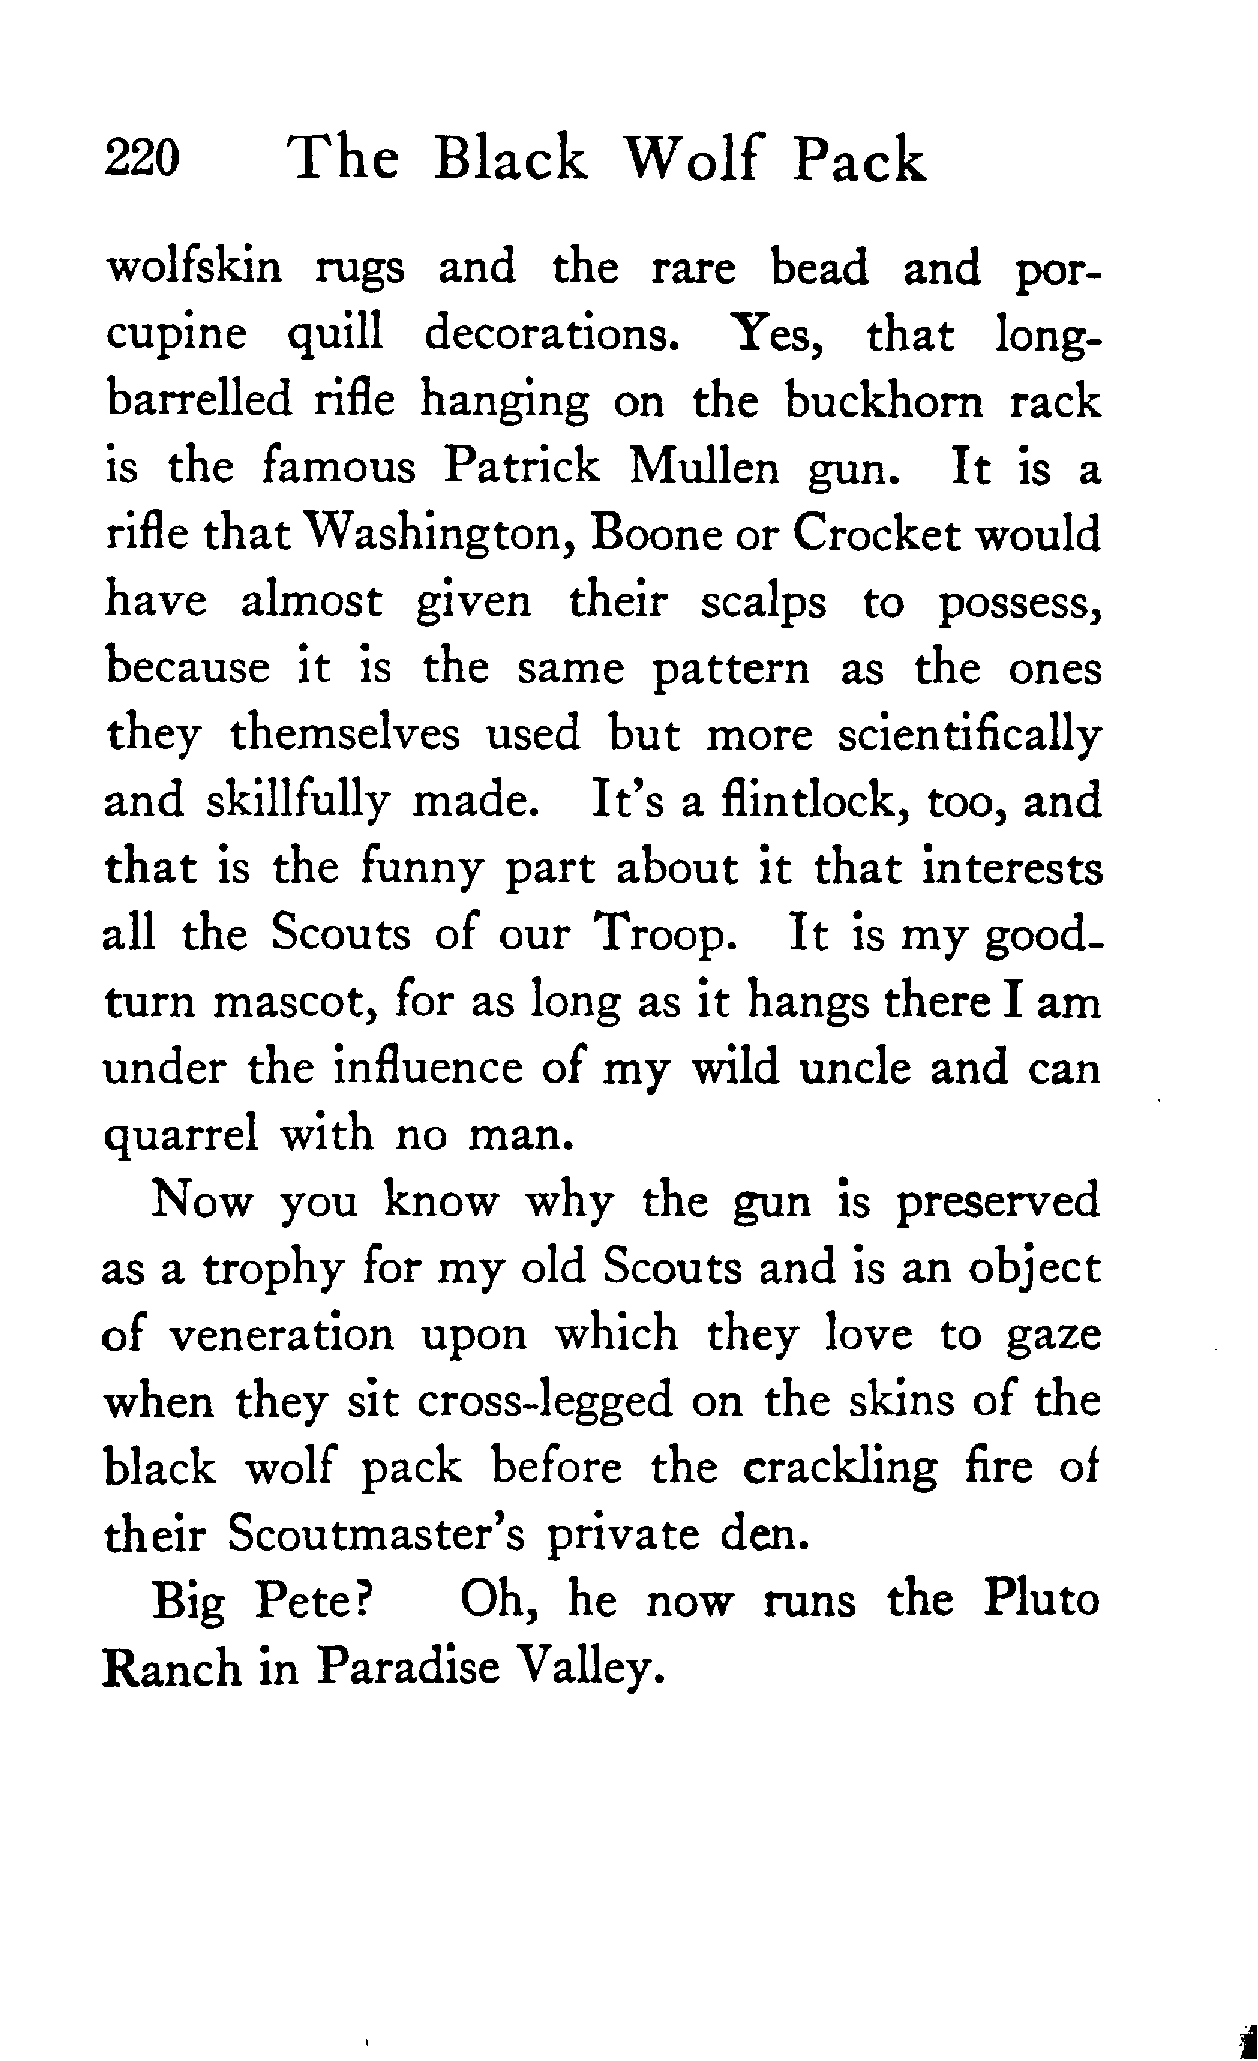 220 The Black Wolf Pack
wolfskin rugs and the rare bead and por-
cupine quill decorations. Yes, that long-
barrelled rifle hanging on the buckhorn rack
is the famous Patrick Mullen gun. It is a
rifle that Washington, Boone or Crocket would
have almost given their scalps to possess,
because it is the same pattern as the ones
they themselves used but more scientifically
and skillfully made. It's a flintlock, too, and
that is the funny part about it that interests
all the Scouts of our Troop. It is my good-
turn mascot, for as long as it hangs there I am
under the influence of my wild uncle and can
quarrel with no man.
Now you know why the gun is preserved
as a trophy for my old Scouts and is an object
of veneration upon which they love to gaze
when they sit cross-legged on the skins of the
black wolf pack before the crackling fire of
their Scoutmaster's private den.
Big Pete? Oh, he now runs the Pluto
Ranch in Paradise Valley.